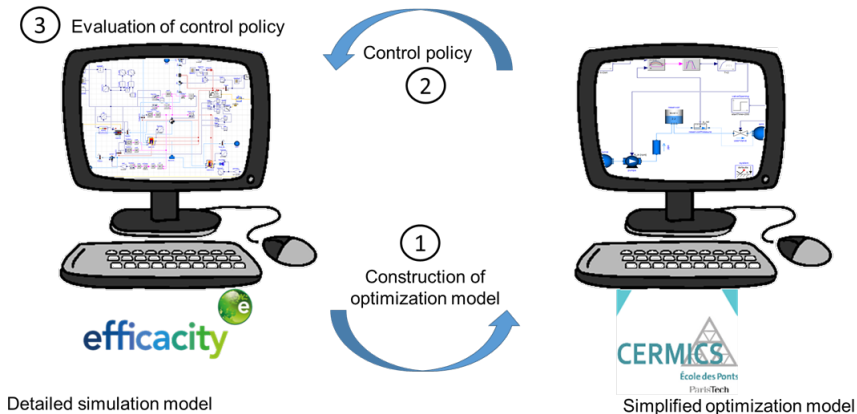 3 Evaluation of control policy
Control policy
2
1
Construction of
optimization model
efficacity
e
CERMICS
École des Ponts
ParisTech
Detailed simulation model
Simplified optimization model